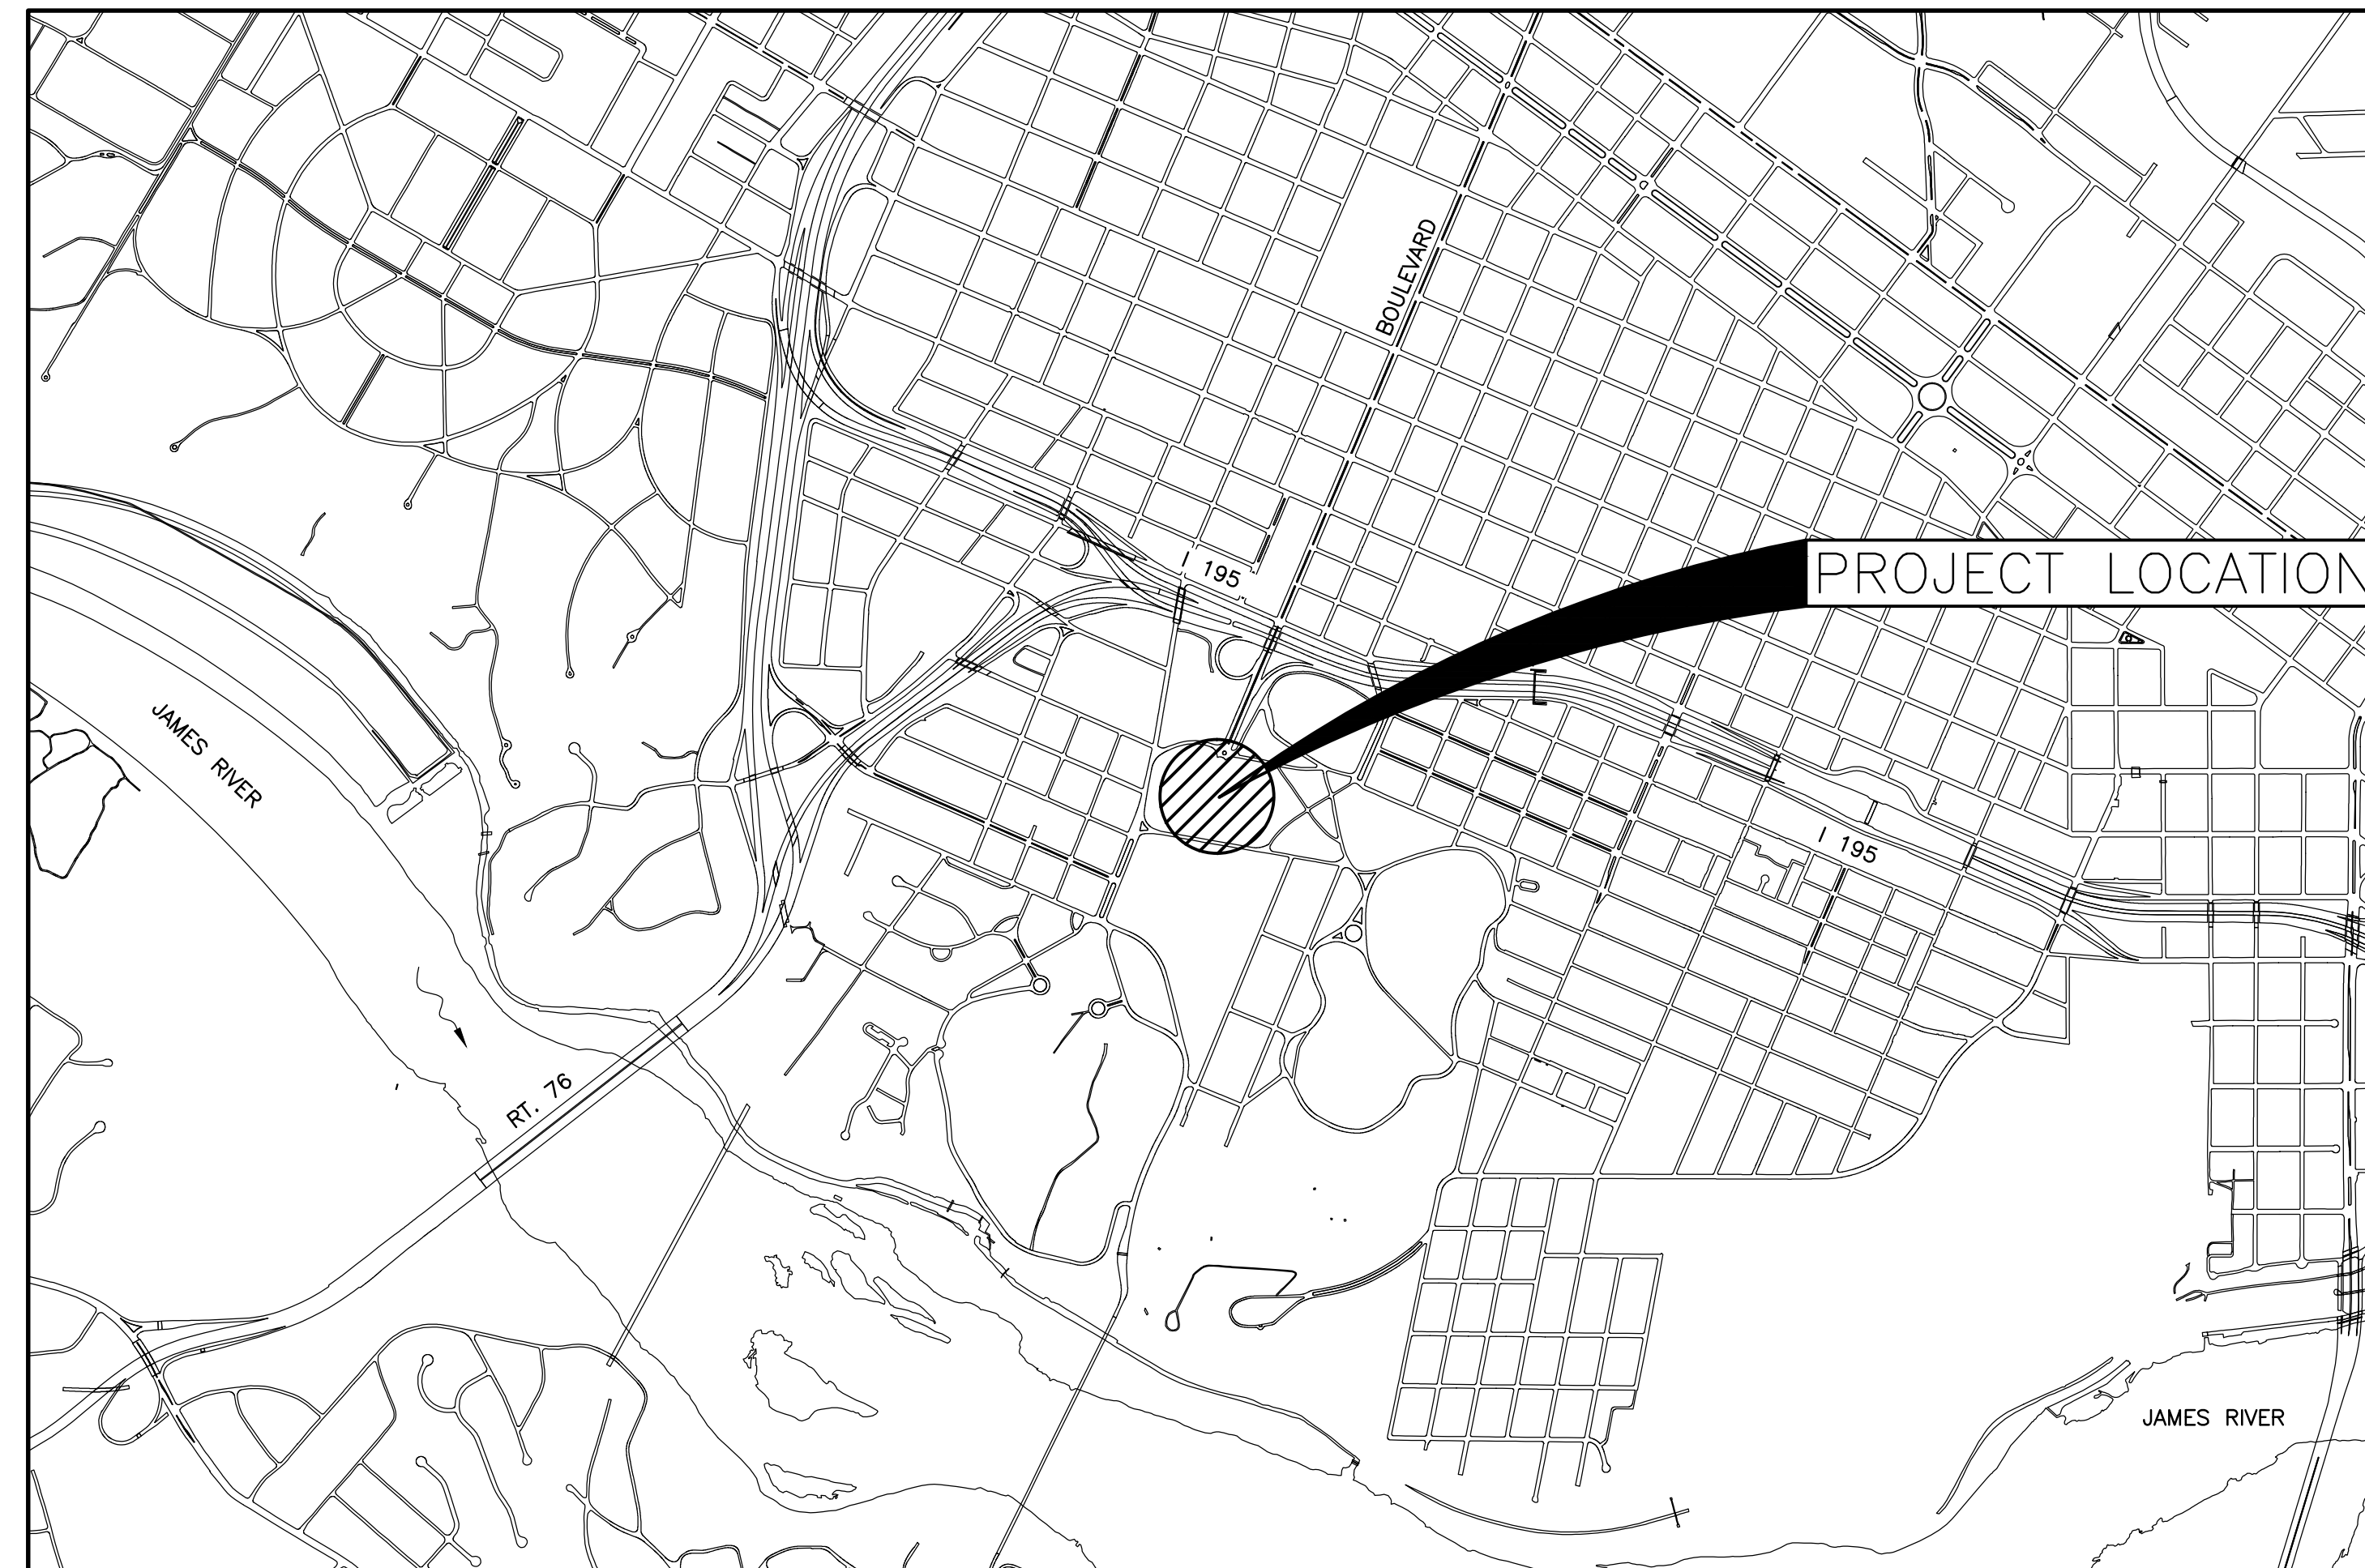 BOULEVARD
I 195
PROJECT LOCATION
JAMES RIVER
I 195
RT. 76
JAMES RIVER